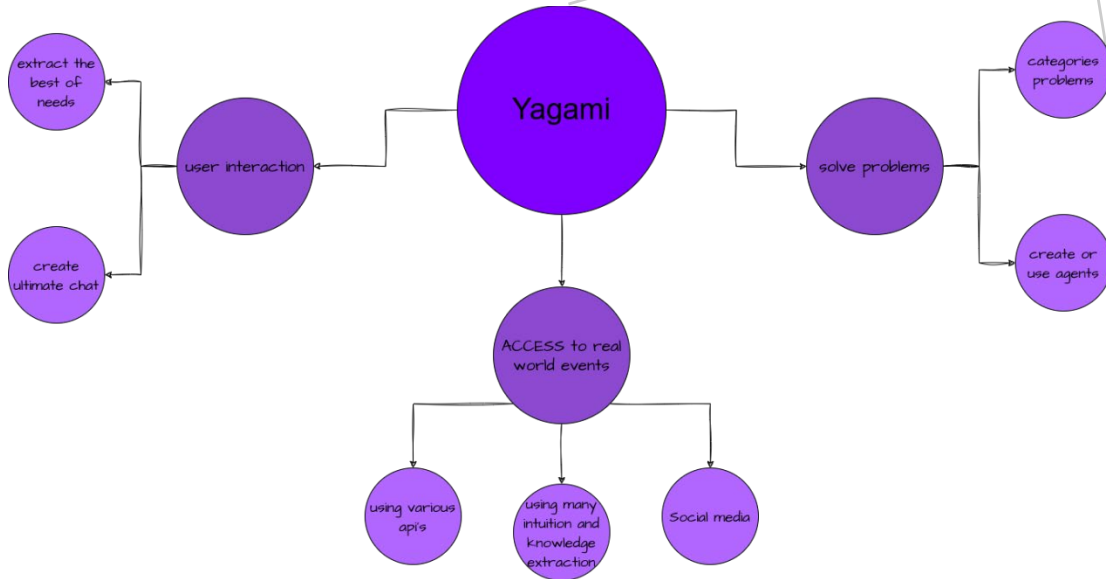 Yagami
extract the
best of
needs
user interaction
create
ultimate chat
categories
problems
solve problems
create or
use agents
ACCESS to real
world events
using various
api's
using many
intuition and
knowledge
extraction
Social media